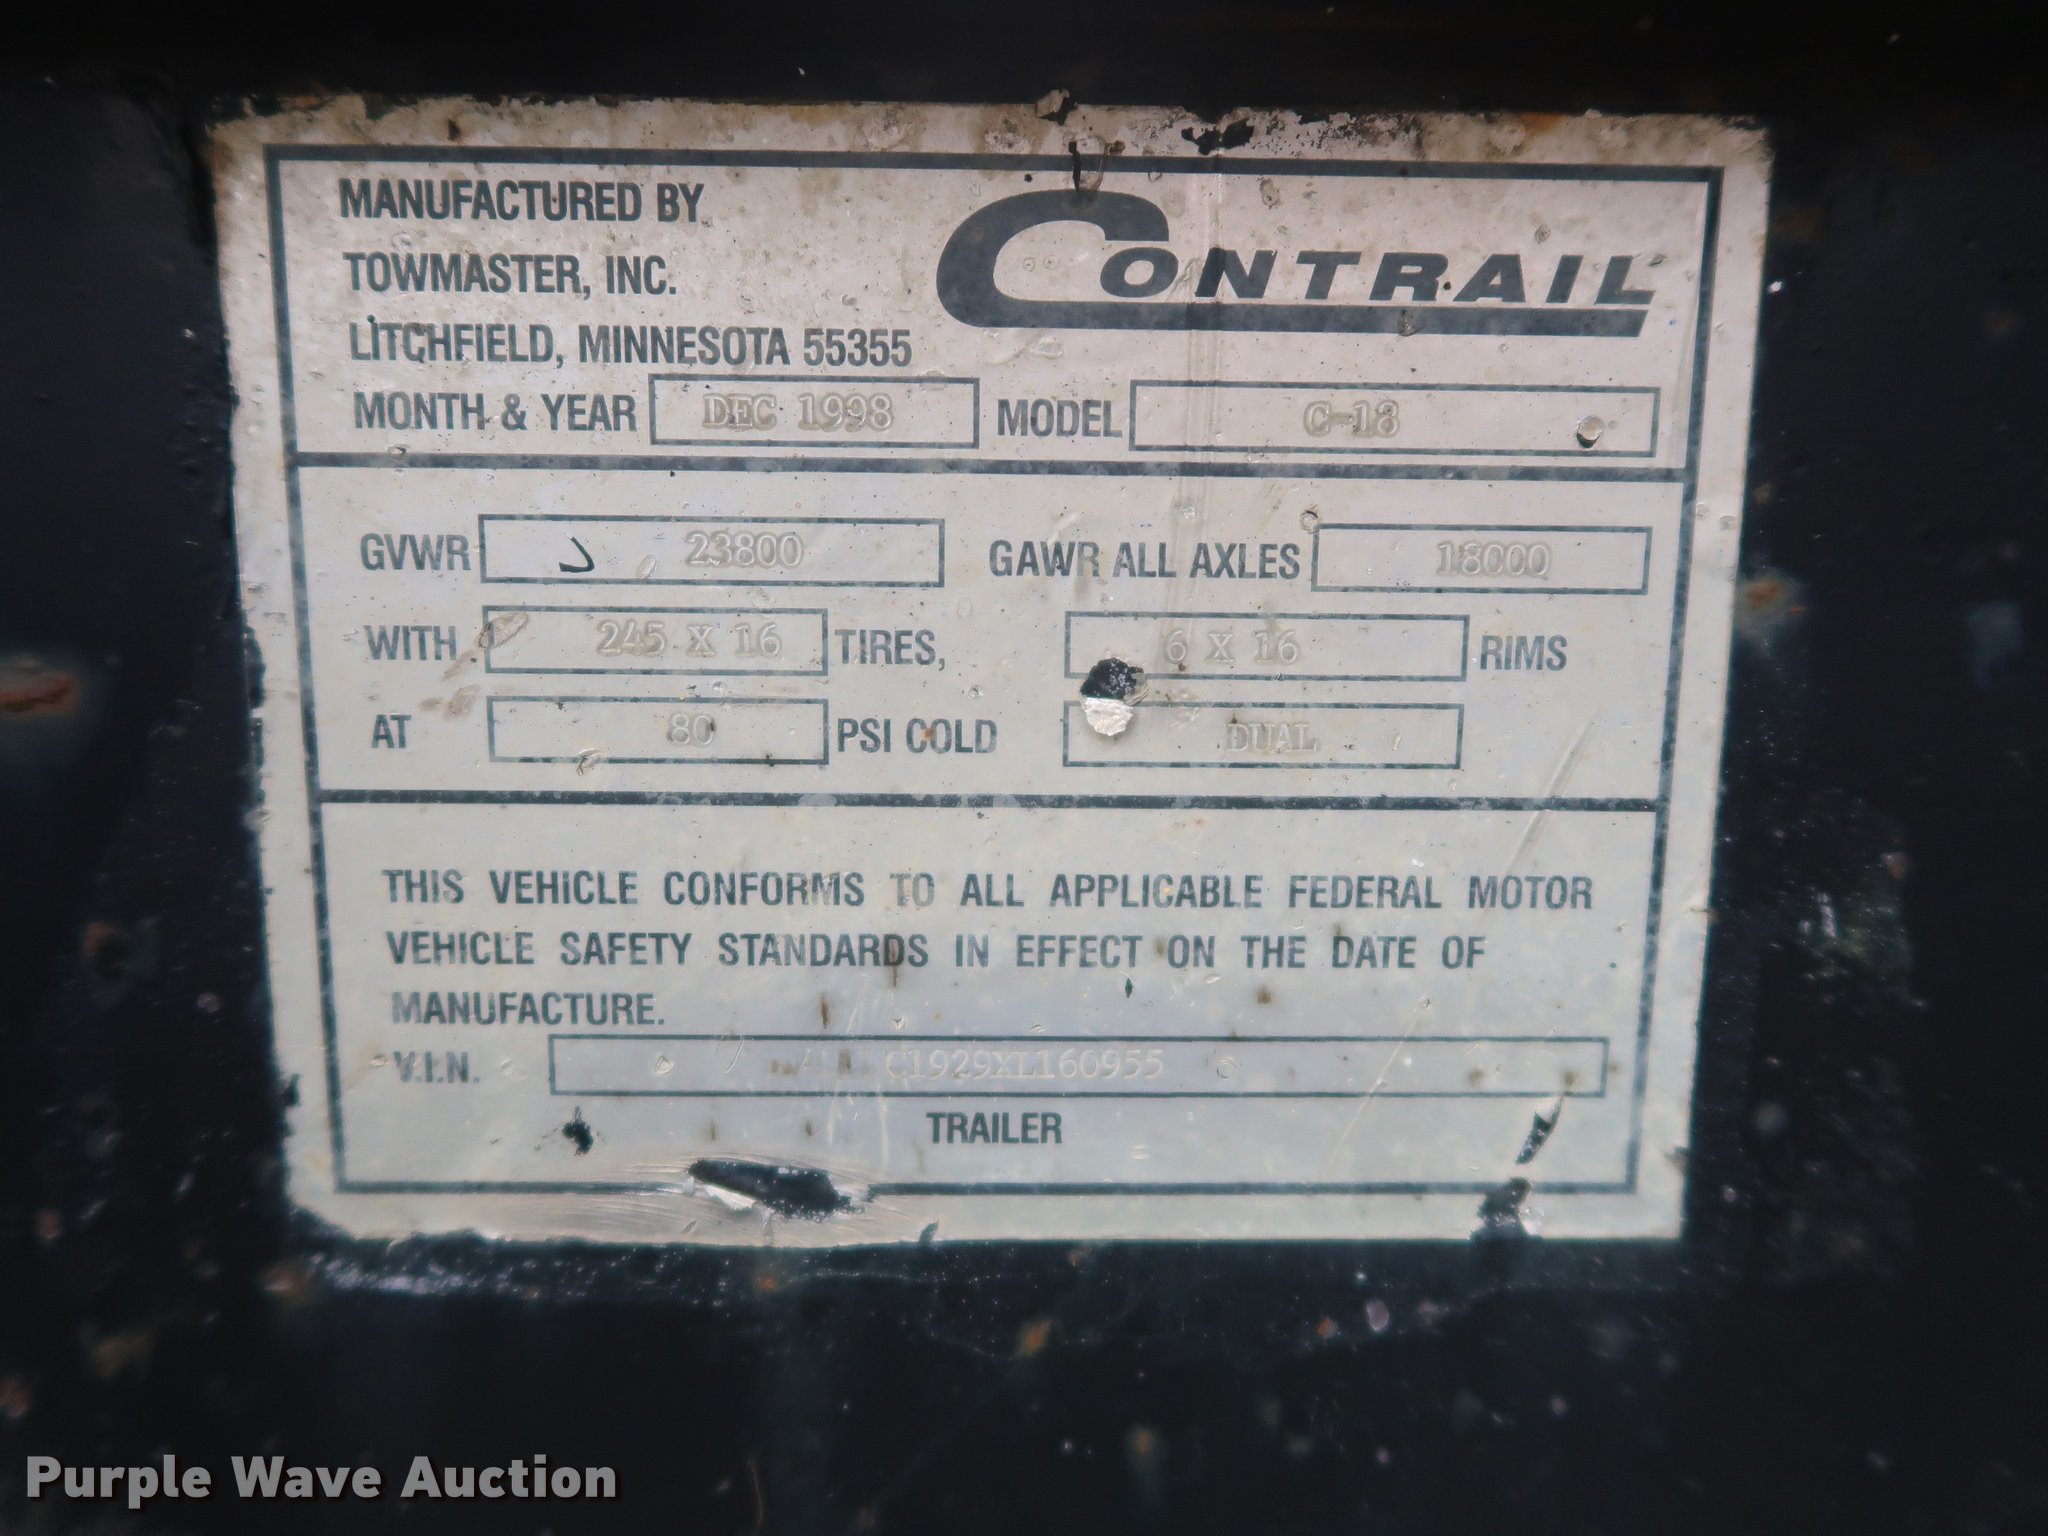 MANUFACTURED BY
TOWMASTER, INC.
CONTRAIL
LITCHFIELD, MINNESOTA 55355
MONTH & YEAR DEC 1998 MODEL C-18
GVWR 23800 GAWR ALL AXLES 18000
WITH 245 X 16 TIRES, 6 X 16 RIMS
AT 80 PSI COLD DUAL
THIS VEHICLE CONFORMS TO ALL APPLICABLE FEDERAL MOTOR
VEHICLE SAFETY STANDARDS IN EFFECT ON THE DATE OF
MANUFACTURE.
V.I.N.
TRAILER
Purple Wave Auction